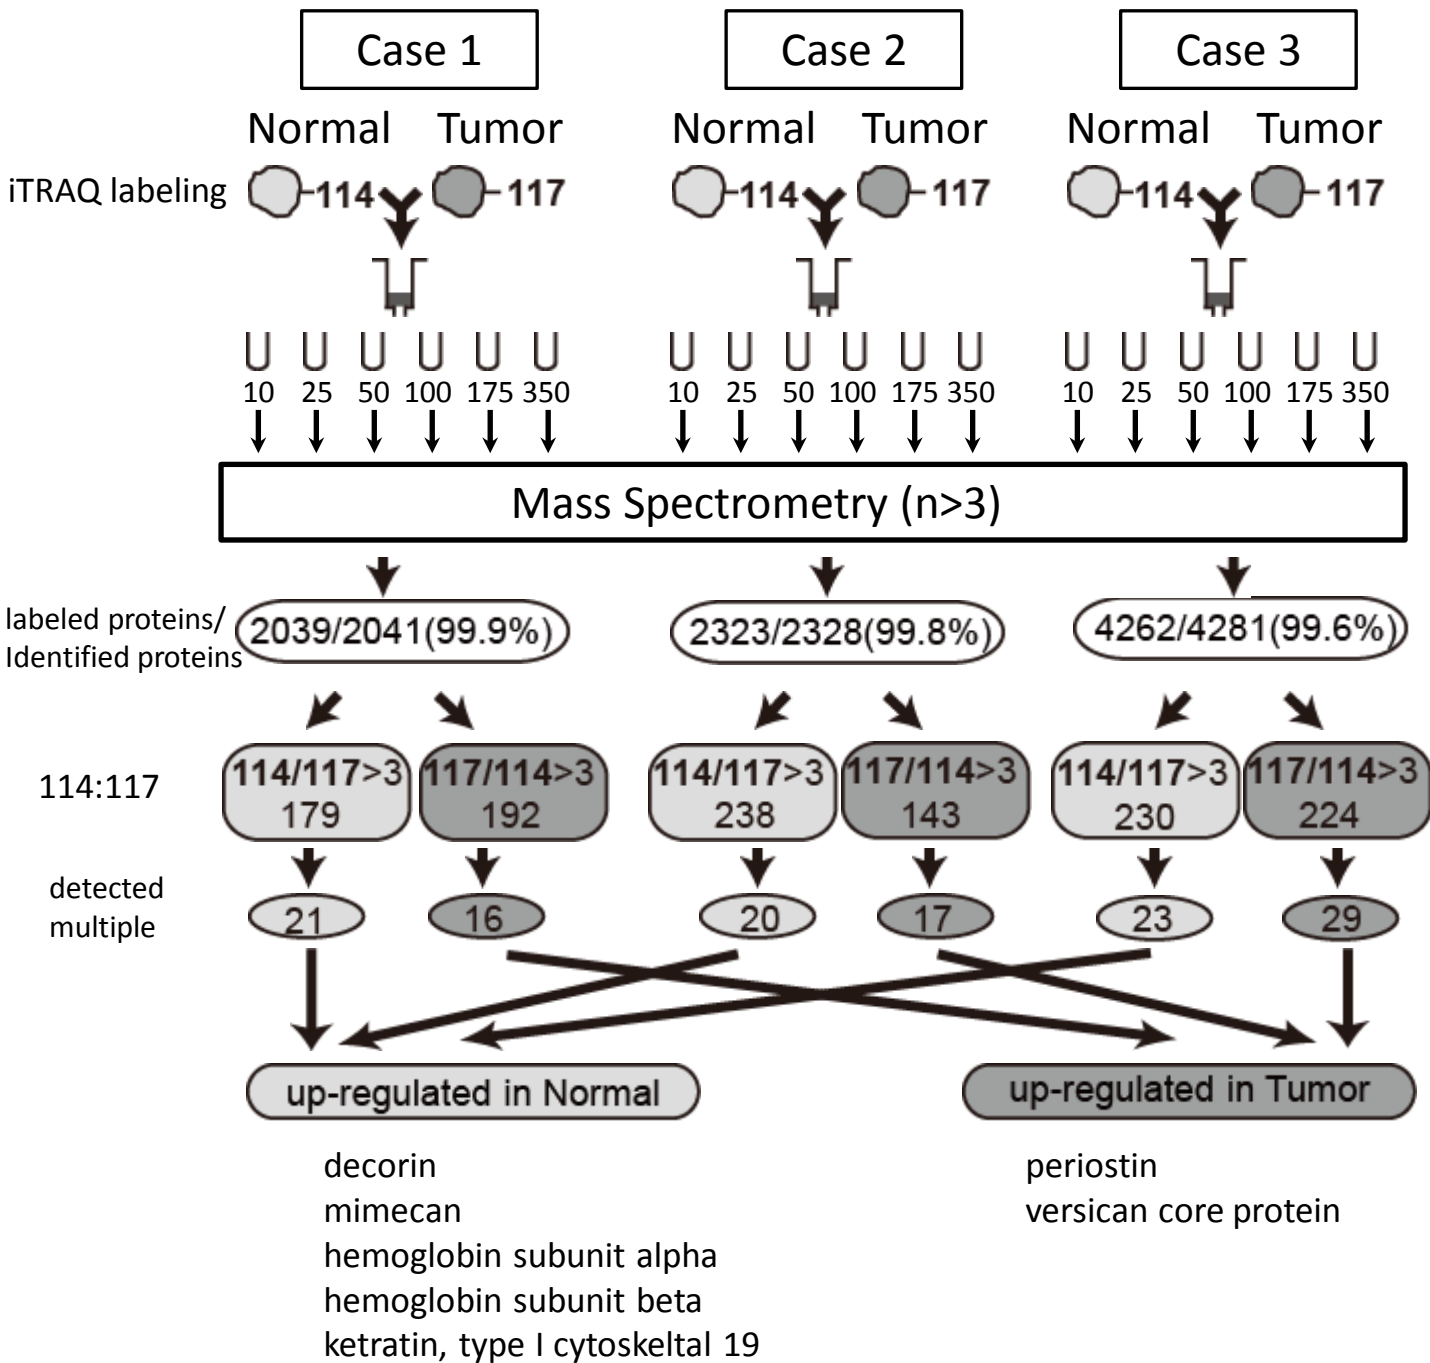 Case 1 Case 2 Case 3
Normal Tumor Normal Tumor Normal Tumor
iTRAQ labeling 114 117 114 117 114 117
10 25 50 100 175 350 10 25 50 100 175 350 10 25 50 100 175 350
Mass Spectrometry (n>3)
labeled proteins/
Identified proteins
2039/2041(99.9%) 2323/2328(99.8%) 4262/4281(99.6%)
114:117
114/117>3 117/114>3 114/117>3 117/114>3 114/117>3 117/114>3
179 192 238 143 230 224
detected
multiple
21 16 20 17 23 29
up-regulated in Normal up-regulated in Tumor
decorin periostin
mimecan versican core protein
hemoglobin subunit alpha
hemoglobin subunit beta
ketratin, type I cytoskeltal 19